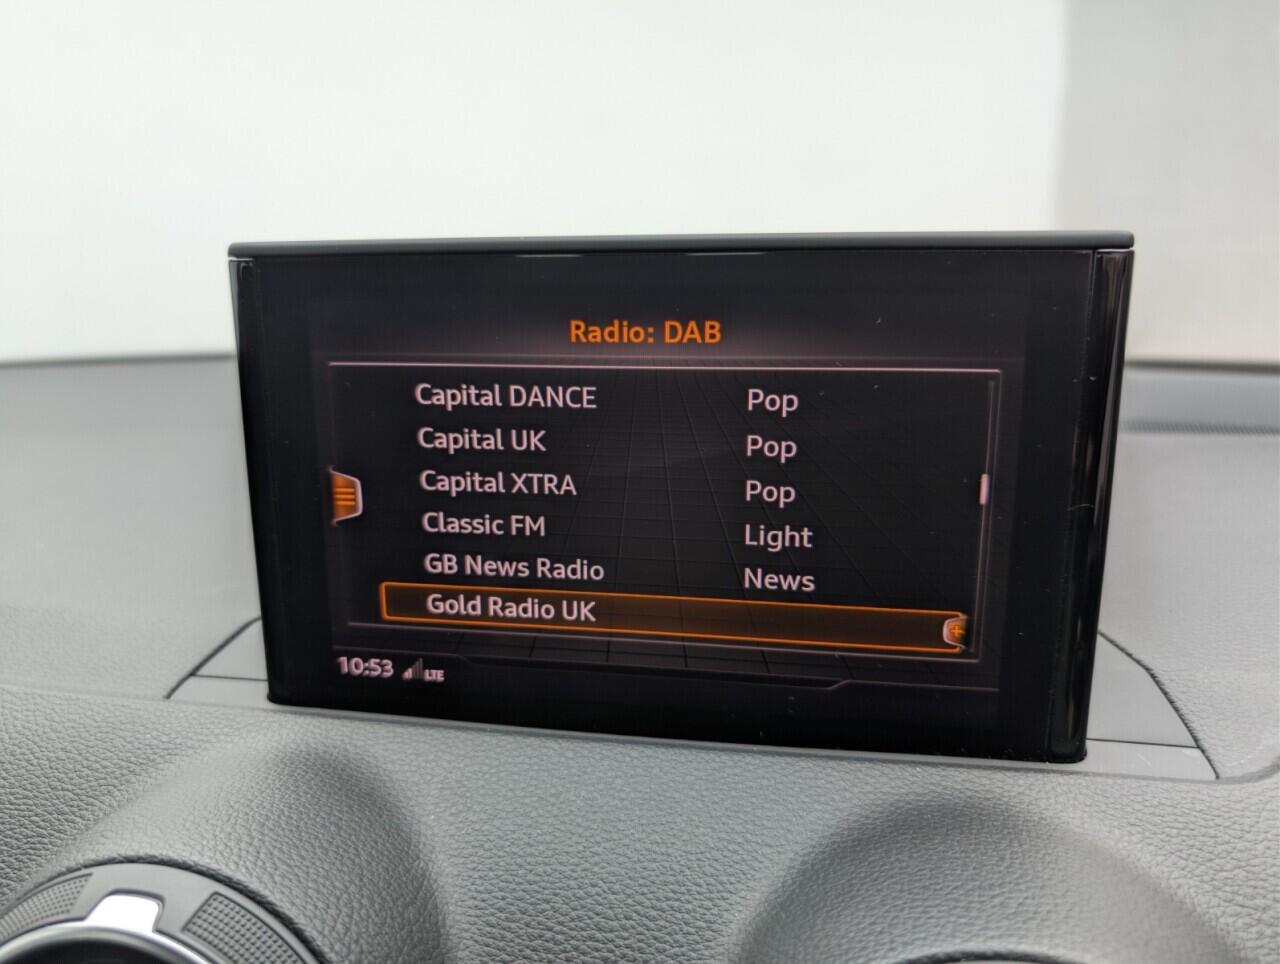 Radio: DAB
Capital DANCE Pop
Capital UK Pop
Capital XTRA Pop
Classic FM Light
GB News Radio News
Gold Radio UK
10:53 LTE